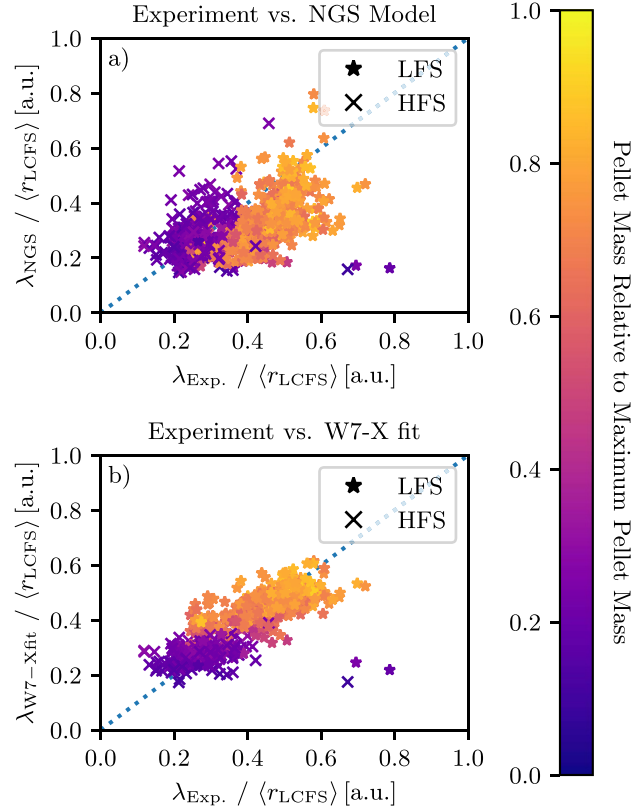 Experiment vs. NGS Model
a)
LFS
HFS
1.0
0.8
0.6
0.4
0.2
0.0
λNGS / ⟨rLCFS⟩ [a.u.]
0.0 0.2 0.4 0.6 0.8 1.0
λExp. / ⟨rLCFS⟩ [a.u.]
Experiment vs. W7-X fit
b)
LFS
HFS
1.0
0.8
0.6
0.4
0.2
0.0
λW7−Xfit / ⟨rLCFS⟩ [a.u.]
0.0 0.2 0.4 0.6 0.8 1.0
λExp. / ⟨rLCFS⟩ [a.u.]
1.0
0.8
0.6
0.4
0.2
0.0
Pellet Mass Relative to Maximum Pellet Mass